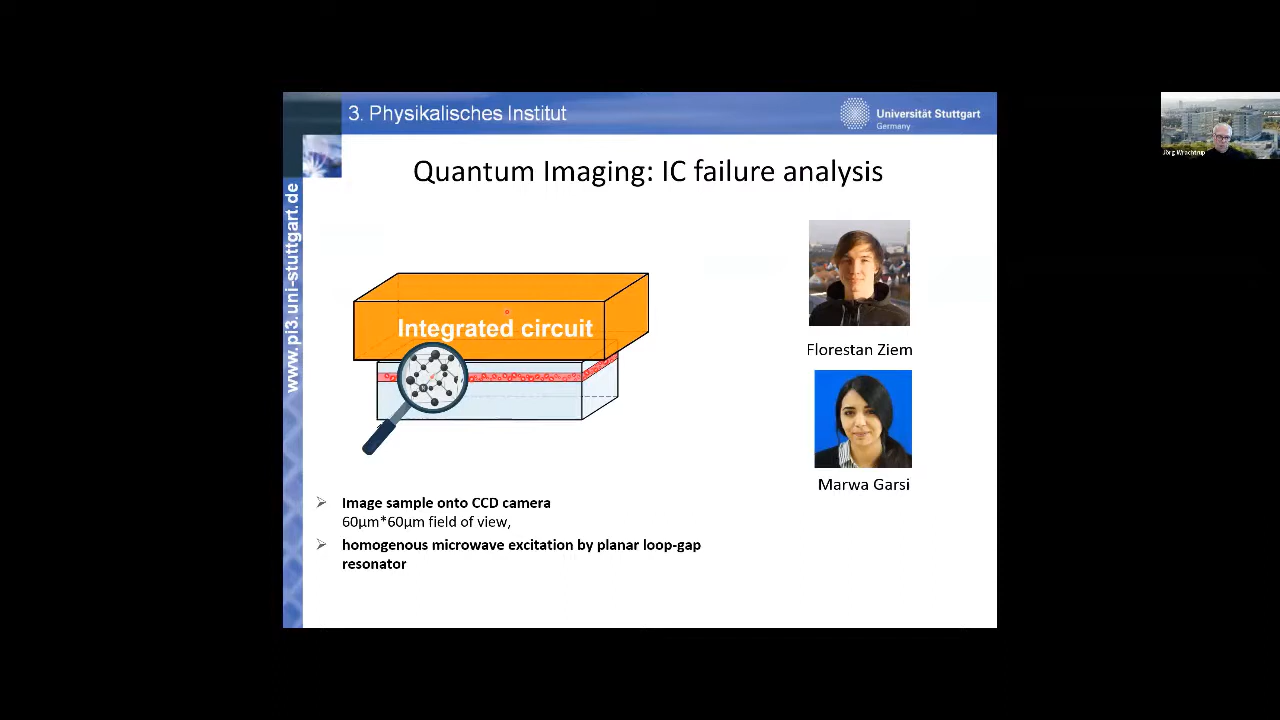 3. Physikalisches Institut
Universität Stuttgart
Germany
www.pi3.uni-stuttgart.de
Quantum Imaging: IC failure analysis
Integrated circuit
Florestan Ziem
Marwa Garsi
Image sample onto CCD camera
60µm*60µm field of view,
homogenous microwave excitation by planar loop-gap
resonator
Jörg Wrachtrup